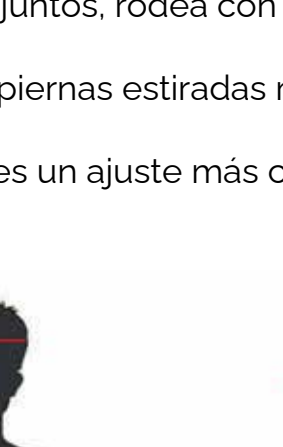 juntos, rodea con
piernas estiradas
es un ajuste más